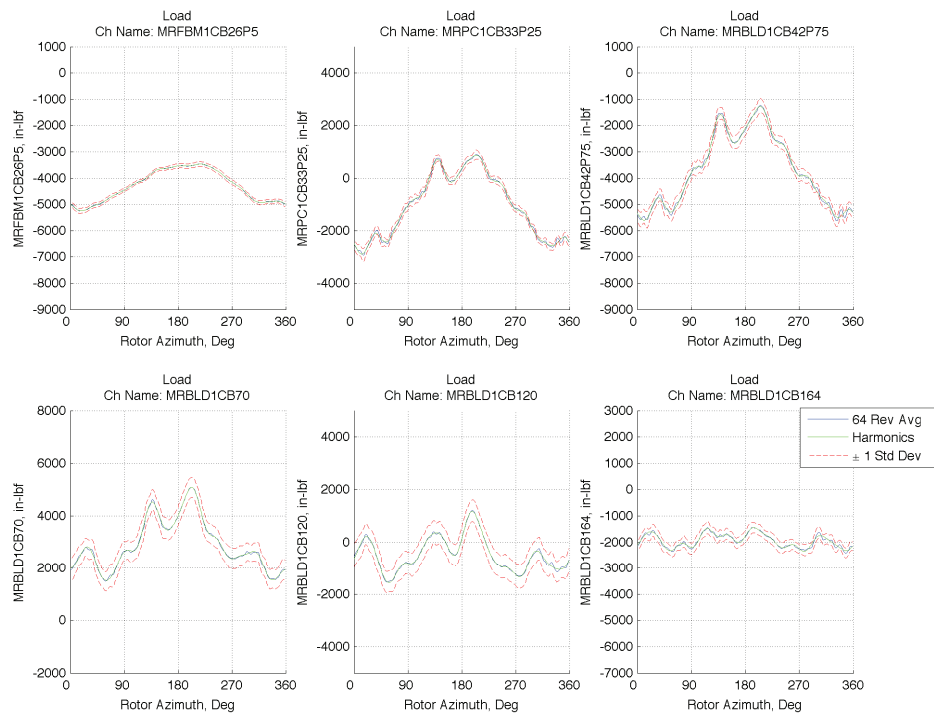 Load
Ch Name: MRFBM1CB26P5
1000
0
-1000
-2000
-3000
-4000
-5000
-6000
-7000
-8000
-9000
MRFBM1CB26P5, in-lbf
0 90 180 270 360
Rotor Azimuth, Deg
Load
Ch Name: MRPC1CB33P25
4000
2000
0
-2000
-4000
MRPC1CB33P25, in-lbf
0 90 180 270 360
Rotor Azimuth, Deg
Load
Ch Name: MRBLD1CB42P75
1000
0
-1000
-2000
-3000
-4000
-5000
-6000
-7000
-8000
-9000
MRBLD1CB42P75, in-lbf
0 90 180 270 360
Rotor Azimuth, Deg
Load
Ch Name: MRBLD1CB70
8000
6000
4000
2000
0
-2000
MRBLD1CB70, in-lbf
0 90 180 270 360
Rotor Azimuth, Deg
Load
Ch Name: MRBLD1CB120
4000
2000
0
-2000
-4000
MRBLD1CB120, in-lbf
0 90 180 270 360
Rotor Azimuth, Deg
Load
Ch Name: MRBLD1CB164
3000
2000
1000
0
-1000
-2000
-3000
-4000
-5000
-6000
-7000
MRBLD1CB164, in-lbf
0 90 180 270 360
Rotor Azimuth, Deg
64 Rev Avg
Harmonics
± 1 Std Dev